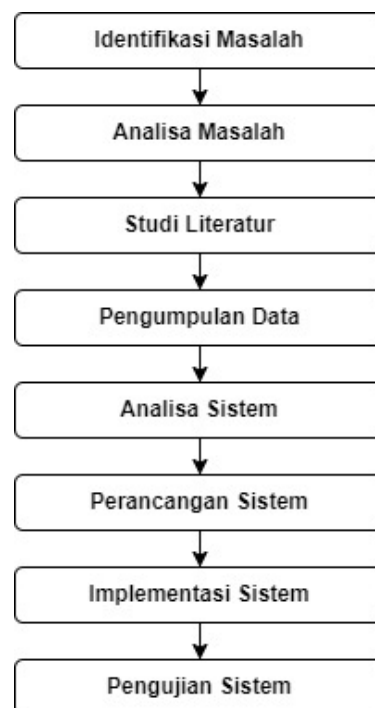 Identifikasi Masalah
Analisa Masalah
Studi Literatur
Pengumpulan Data
Analisa Sistem
Perancangan Sistem
Implementasi Sistem
Pengujian Sistem